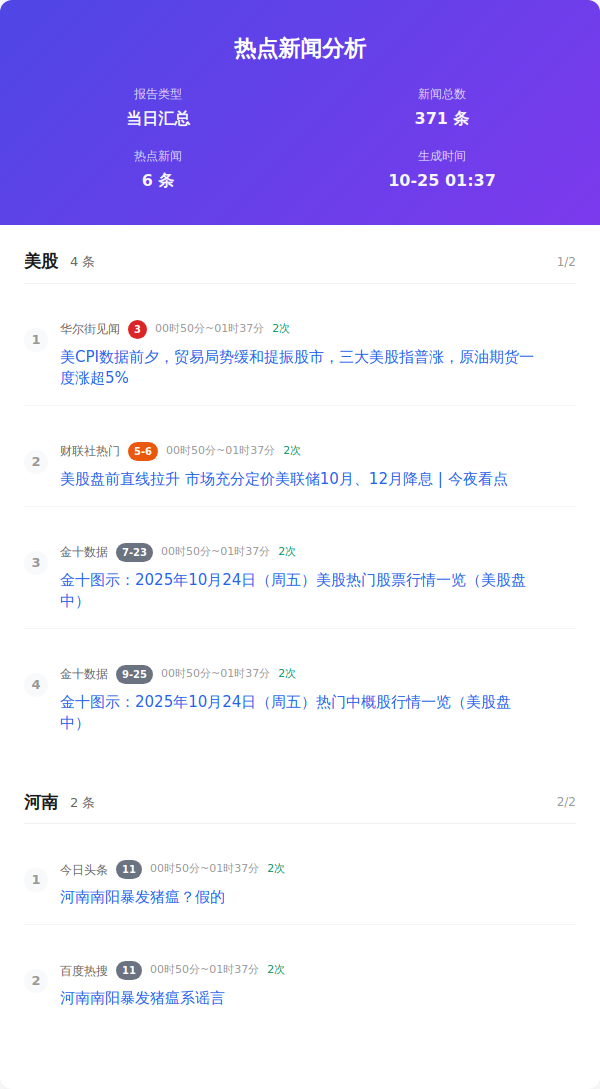 热点新闻分析
报告类型
当日汇总
新闻总数
371 条
热点新闻
6 条
生成时间
10-25 01:37
美股 4 条 1/2
1
华尔街见闻 3 00时50分~01时37分 2次
美CPI数据前夕，贸易局势缓和提振股市，三大美股指普涨，原油期货一
度涨超5%
2
财联社热门 5-6 00时50分~01时37分 2次
美股盘前直线拉升 市场充分定价美联储10月、12月降息 | 今夜看点
3
金十数据 7-23 00时50分~01时37分 2次
金十图示：2025年10月24日（周五）美股热门股票行情一览（美股盘
中）
4
金十数据 9-25 00时50分~01时37分 2次
金十图示：2025年10月24日（周五）热门中概股行情一览（美股盘
中）
河南 2 条 2/2
1
今日头条 11 00时50分~01时37分 2次
河南南阳暴发猪瘟？假的
2
百度热搜 11 00时50分~01时37分 2次
河南南阳暴发猪瘟系谣言